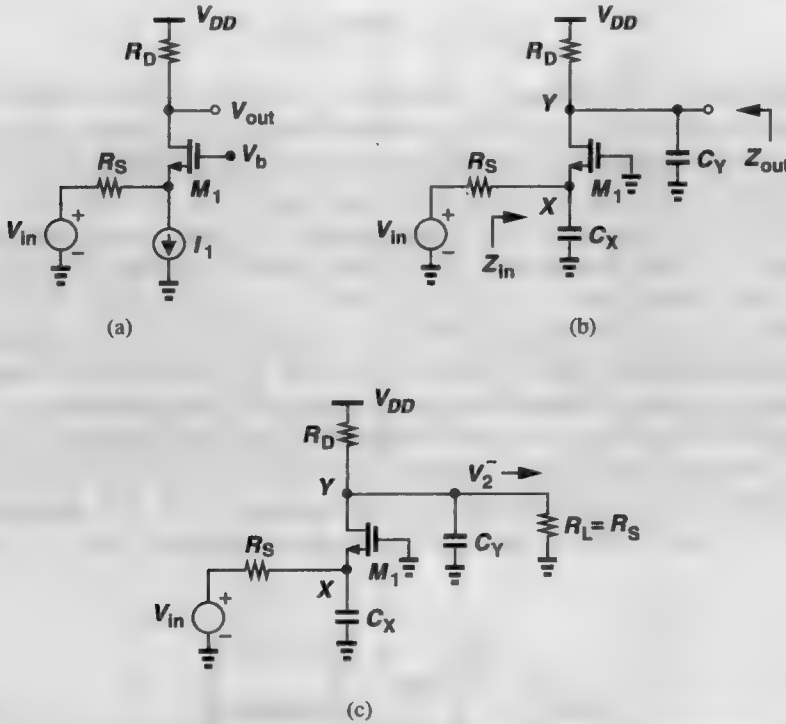 V_DD
R_D
V_out
V_b
R_S
M_1
V_in
+
−
I_1
(a)
V_DD
R_D
Y
C_Y
Z_out
R_S
M_1
X
C_X
V_in
+
−
Z_in
(b)
V_DD
R_D
Y
V_2^-
R_L = R_S
C_Y
R_S
M_1
X
C_X
V_in
+
−
(c)